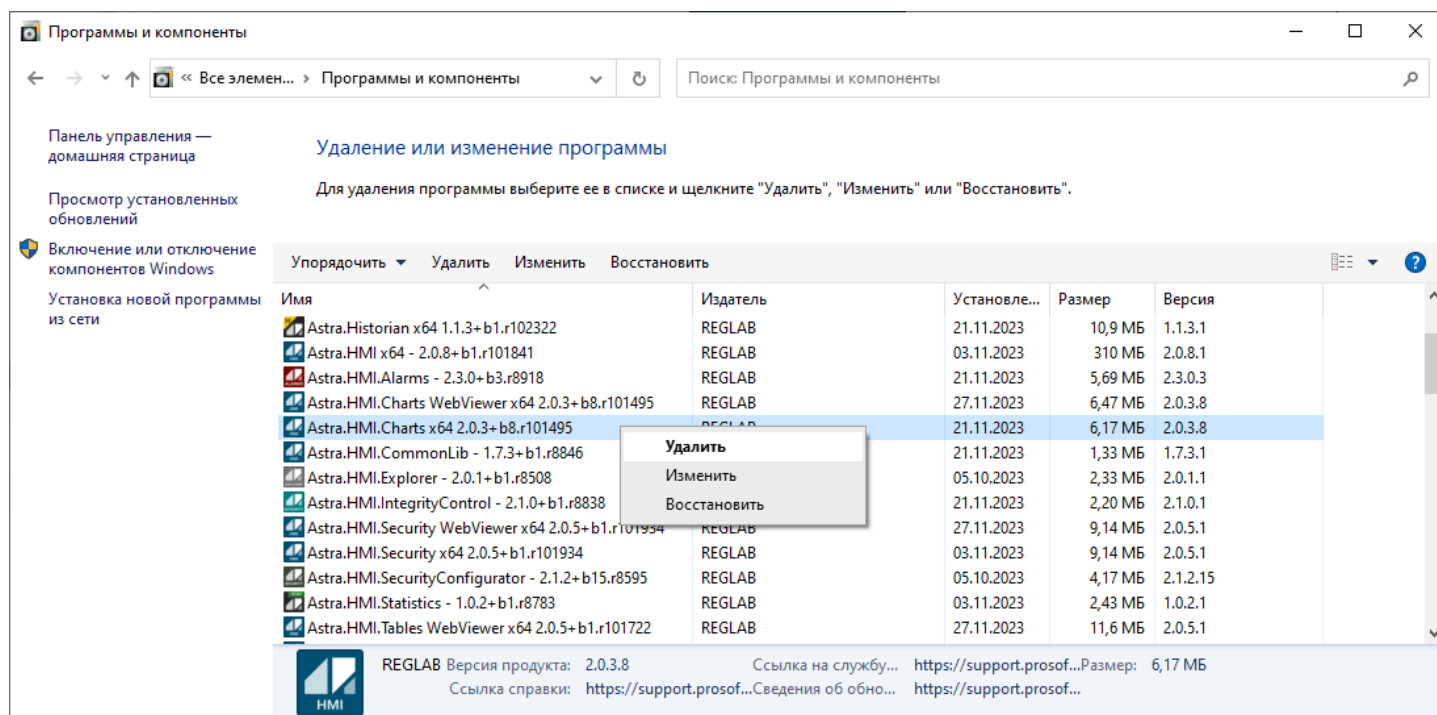 Программы и компоненты
« Все элемен... › Программы и компоненты
Поиск: Программы и компоненты
Панель управления —
домашняя страница
Просмотр установленных
обновлений
Включение или отключение
компонентов Windows
Установка новой программы
из сети
Удаление или изменение программы
Для удаления программы выберите ее в списке и щелкните "Удалить", "Изменить" или "Восстановить".
Упорядочить Удалить Изменить Восстановить
Имя Издатель Установле... Размер Версия
Astra.Historian x64 1.1.3+b1.r102322 REGLAB 21.11.2023 10,9 МБ 1.1.3.1
Astra.HMI x64 - 2.0.8+b1.r101841 REGLAB 03.11.2023 310 МБ 2.0.8.1
Astra.HMI.Alarms - 2.3.0+b3.r8918 REGLAB 21.11.2023 5,69 МБ 2.3.0.3
Astra.HMI.Charts WebViewer x64 2.0.3+b8.r101495 REGLAB 27.11.2023 6,47 МБ 2.0.3.8
Astra.HMI.Charts x64 2.0.3+b8.r101495 REGLAB 21.11.2023 6,17 МБ 2.0.3.8
Astra.HMI.CommonLib - 1.7.3+b1.r8846 21.11.2023 1,33 МБ 1.7.3.1
Astra.HMI.Explorer - 2.0.1+b1.r8508 05.10.2023 2,33 МБ 2.0.1.1
Astra.HMI.IntegrityControl - 2.1.0+b1.r8838 21.11.2023 2,20 МБ 2.1.0.1
Astra.HMI.Security WebViewer x64 2.0.5+b1.r101934 REGLAB 27.11.2023 9,14 МБ 2.0.5.1
Astra.HMI.Security x64 2.0.5+b1.r101934 REGLAB 03.11.2023 9,14 МБ 2.0.5.1
Astra.HMI.SecurityConfigurator - 2.1.2+b15.r8595 REGLAB 05.10.2023 4,17 МБ 2.1.2.15
Astra.HMI.Statistics - 1.0.2+b1.r8783 REGLAB 03.11.2023 2,43 МБ 1.0.2.1
Astra.HMI.Tables WebViewer x64 2.0.5+b1.r101722 REGLAB 27.11.2023 11,6 МБ 2.0.5.1
Удалить
Изменить
Восстановить
REGLAB Версия продукта: 2.0.3.8 Ссылка на службу... https://support.prosof... Размер: 6,17 МБ
Ссылка справки: https://support.prosof... Сведения об обно... https://support.prosof...
HMI